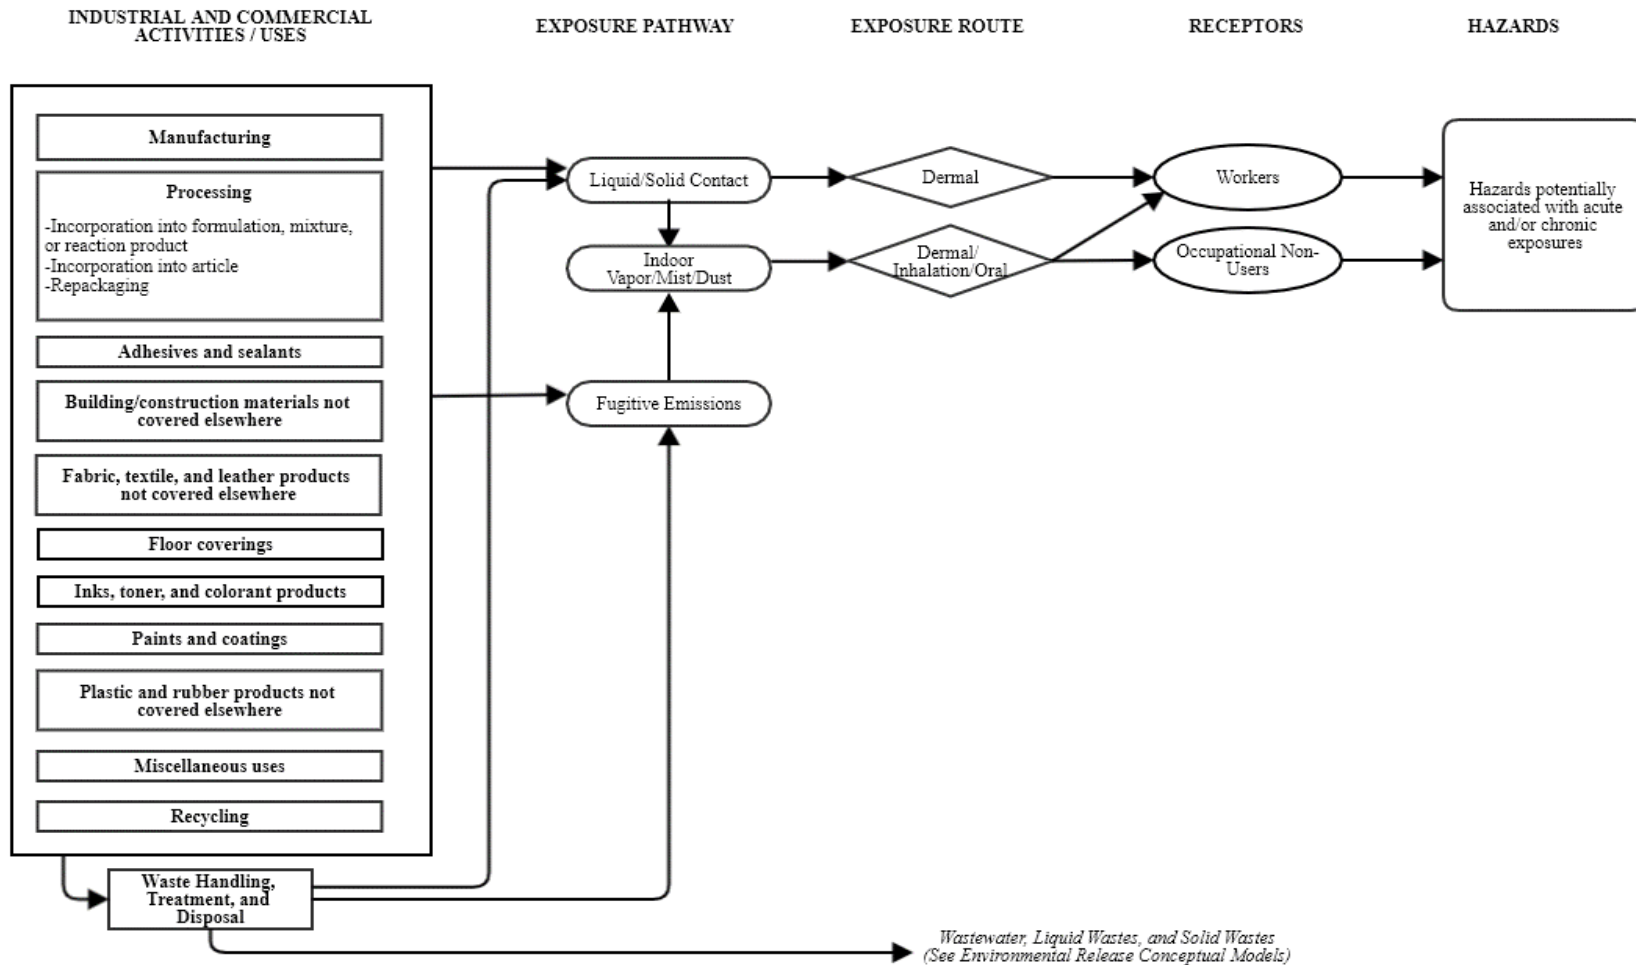 INDUSTRIAL AND COMMERCIAL
ACTIVITIES / USES
EXPOSURE PATHWAY
EXPOSURE ROUTE
RECEPTORS
HAZARDS
Manufacturing
Processing
-Incorporation into formulation, mixture,
or reaction product
-Incorporation into article
-Repackaging
Adhesives and sealants
Building/construction materials not
covered elsewhere
Fabric, textile, and leather products
not covered elsewhere
Floor coverings
Inks, toner, and colorant products
Paints and coatings
Plastic and rubber products not
covered elsewhere
Miscellaneous uses
Recycling
Waste Handling,
Treatment, and
Disposal
Liquid/Solid Contact
Indoor
Vapor/Mist/Dust
Fugitive Emissions
Dermal
Dermal/
Inhalation/Oral
Workers
Occupational Non-
Users
Hazards potentially
associated with acute
and/or chronic
exposures
Wastewater, Liquid Wastes, and Solid Wastes
(See Environmental Release Conceptual Models)